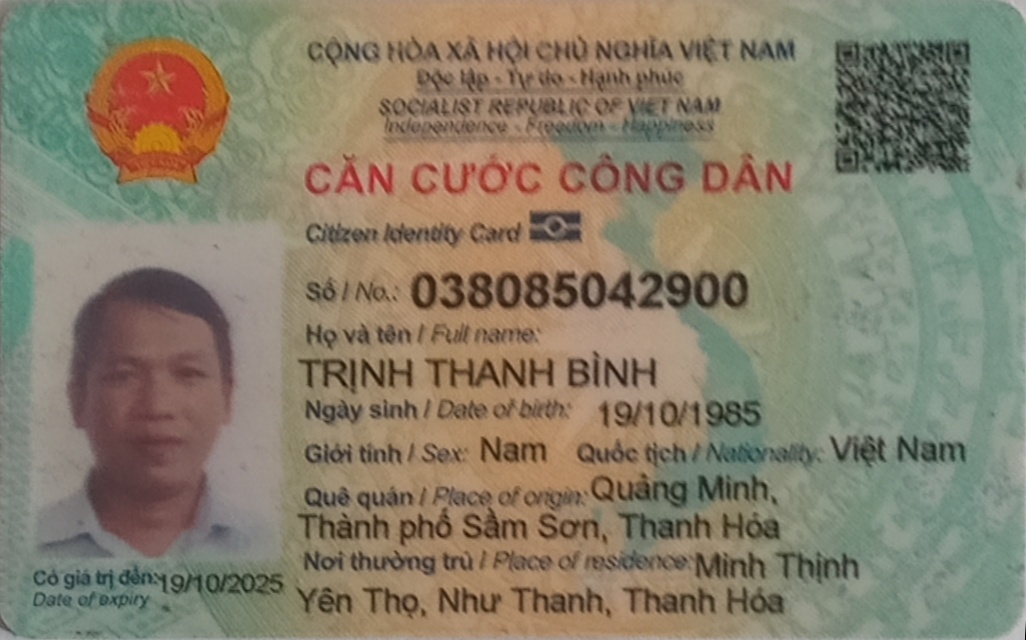 CỘNG HÒA XÃ HỘI CHỦ NGHĨA VIỆT NAM
Độc lập - Tự do - Hạnh phúc
SOCIALIST REPUBLIC OF VIET NAM
Independence - Freedom - Happiness
CĂN CƯỚC CÔNG DÂN
Citizen Identity Card
Số / No.: 038085042900
Họ và tên / Full name:
TRỊNH THANH BÌNH
Ngày sinh / Date of birth: 19/10/1985
Giới tính / Sex: Nam Quốc tịch / Nationality: Việt Nam
Quê quán / Place of origin: Quảng Minh,
Thành phố Sầm Sơn, Thanh Hóa
Nơi thường trú / Place of residence: Minh Thịnh
Yên Thọ, Như Thanh, Thanh Hóa
Có giá trị đến: 19/10/2025
Date of expiry